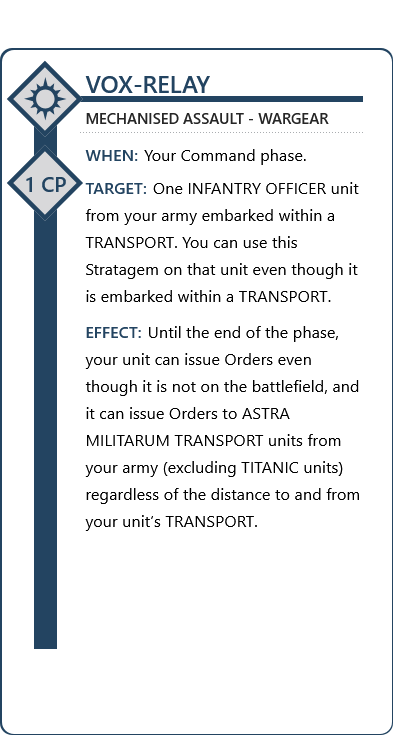 VOX-RELAY
MECHANISED ASSAULT - WARGEAR
WHEN: Your Command phase.
1 CP
TARGET: One INFANTRY OFFICER unit
from your army embarked within a
TRANSPORT. You can use this
Stratagem on that unit even though it
is embarked within a TRANSPORT.
EFFECT: Until the end of the phase,
your unit can issue Orders even
though it is not on the battlefield, and
it can issue Orders to ASTRA
MILITARUM TRANSPORT units from
your army (excluding TITANIC units)
regardless of the distance to and from
your unit's TRANSPORT.